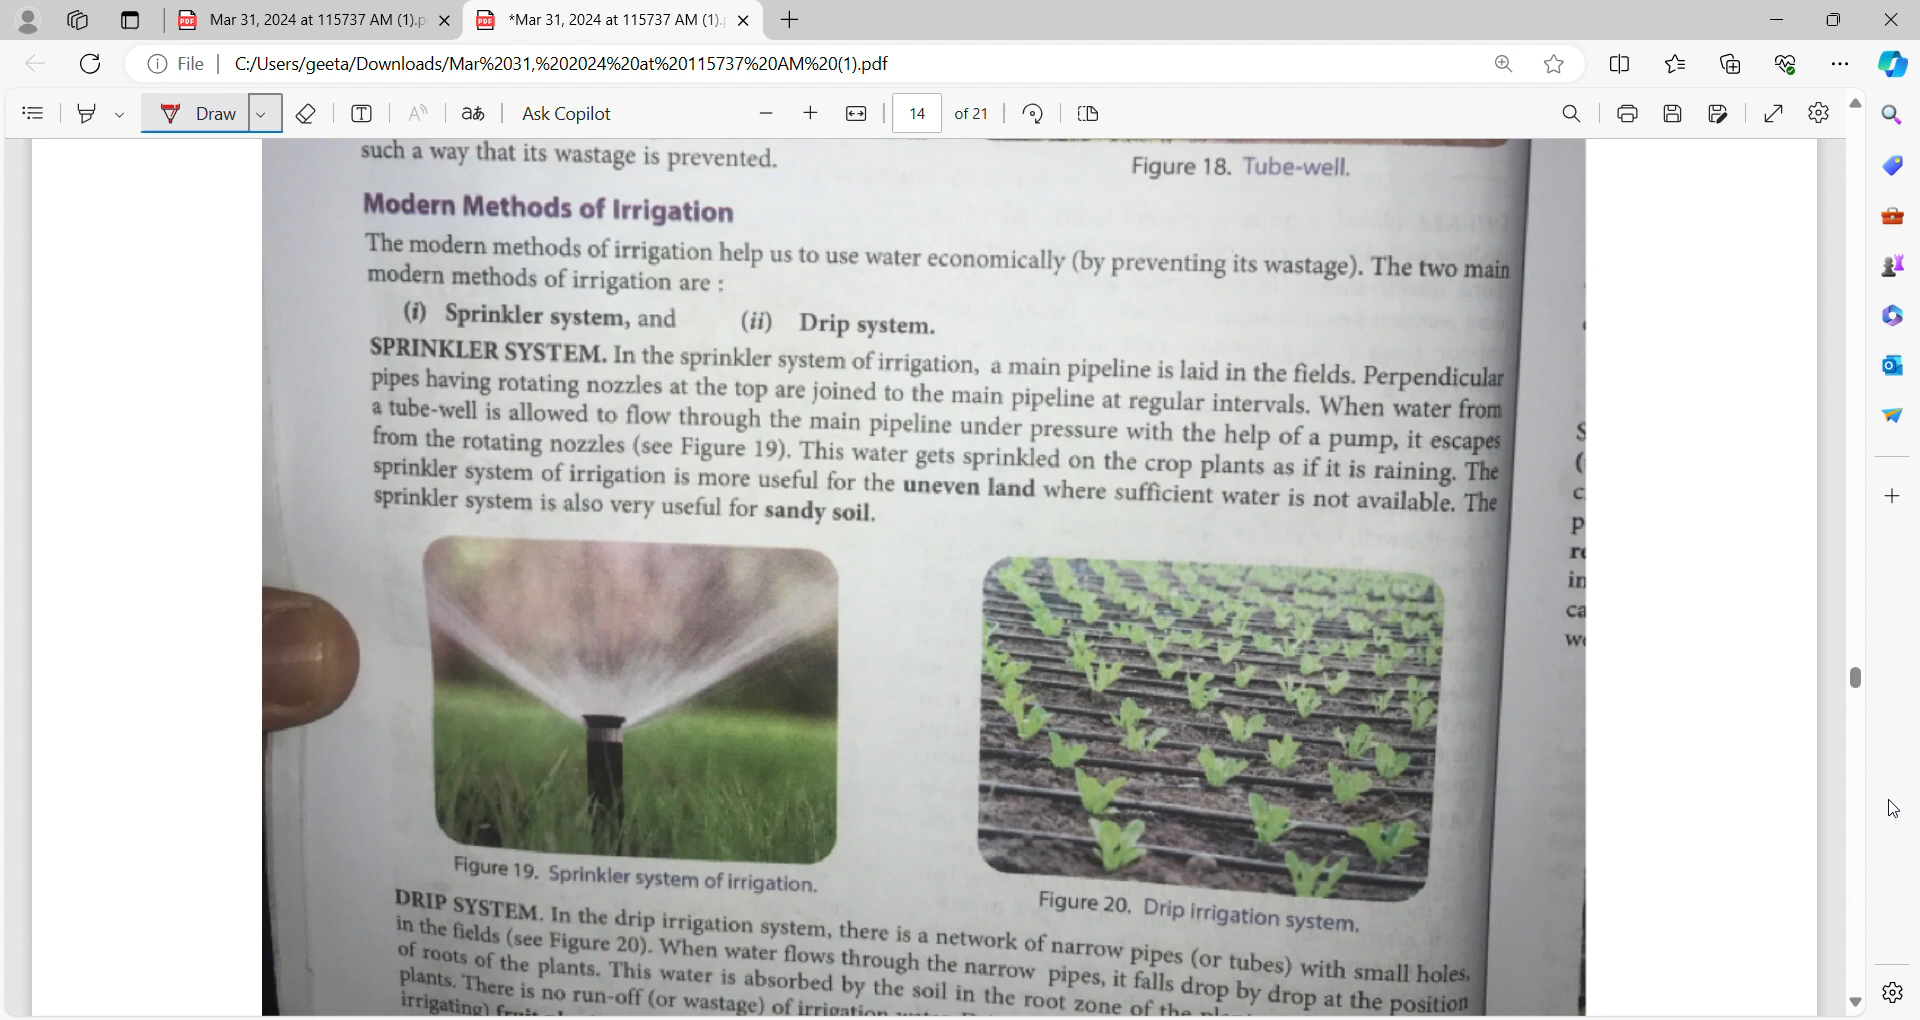 Mar 31, 2024 at 115737 AM (1).p
*Mar 31, 2024 at 115737 AM (1).
File
C:/Users/geeta/Downloads/Mar%2031,%202024%20at%20115737%20AM%20(1).pdf
Draw
Ask Copilot
14 of 21
such a way that its wastage is prevented.
Figure 18. Tube-well.
Modern Methods of Irrigation
The modern methods of irrigation help us to use water economically (by preventing its wastage). The two main
modern methods of irrigation are :
(i) Sprinkler system, and (ii) Drip system.
SPRINKLER SYSTEM. In the sprinkler system of irrigation, a main pipeline is laid in the fields. Perpendicular
pipes having rotating nozzles at the top are joined to the main pipeline at regular intervals. When water from
a tube-well is allowed to flow through the main pipeline under pressure with the help of a pump, it escapes
from the rotating nozzles (see Figure 19). This water gets sprinkled on the crop plants as if it is raining. The
sprinkler system of irrigation is more useful for the uneven land where sufficient water is not available. The
sprinkler system is also very useful for sandy soil.
Figure 19. Sprinkler system of irrigation.
Figure 20. Drip irrigation system.
DRIP SYSTEM. In the drip irrigation system, there is a network of narrow pipes (or tubes) with small holes,
in the fields (see Figure 20). When water flows through the narrow pipes, it falls drop by drop at the position
of roots of the plants. This water is absorbed by the soil in the root zone of the
plants. There is no run-off (or wastage) of irrigation
irrigating)